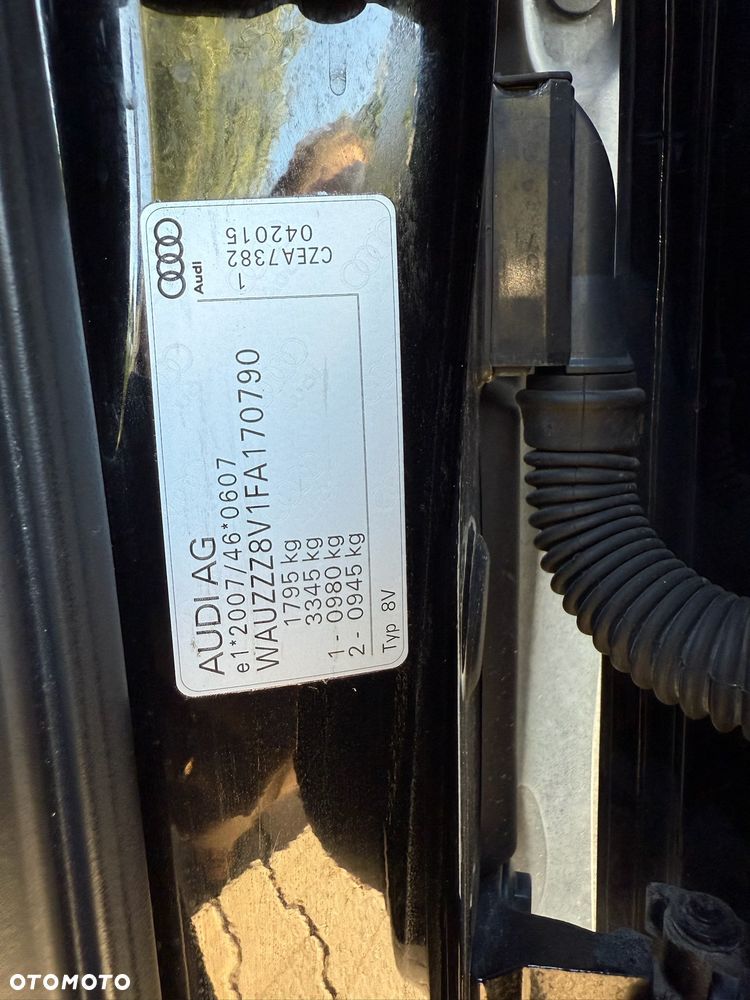 AUDI AG
e1*2007/46*0607
WAUZZZ8V1FA170790
1795 kg
3345 kg
1 - 0980 kg
2 - 0945 kg
Typ 8V
Audi
1
CZEA7382
042015
OTOMOTO